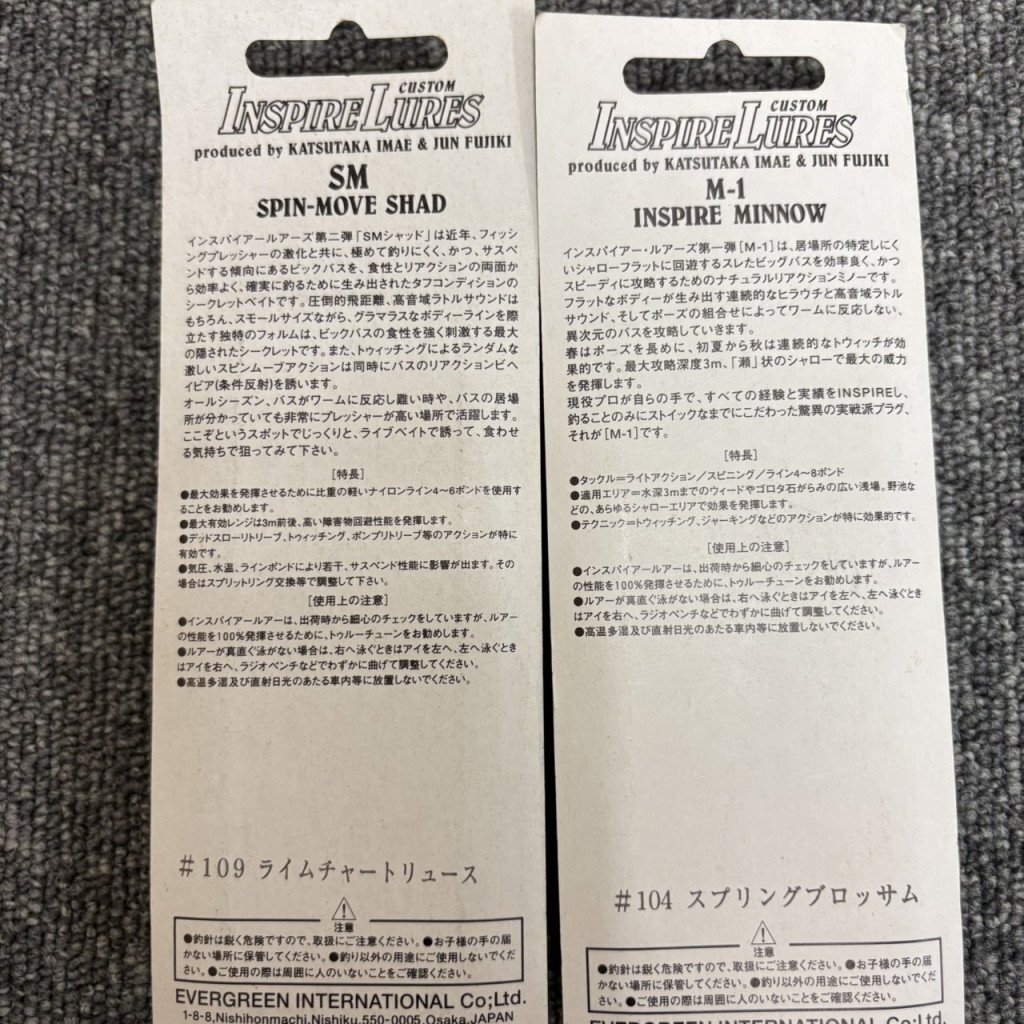 CUSTOM
INSPIRE LURES
produced by KATSUTAKA IMAE & JUN FUJIKI
SM
SPIN-MOVE SHAD
インスパイアールアーズ第二弾「SMシャッド」は近年、フィッシ
ングプレッシャーの激化と共に、極めて釣りにくく、かつ、サスペ
ンドする傾向にあるビックバスを、食性とリアクションの両面か
ら効率よく、確実に釣るために生み出されたタフコンディションの
シークレットベイトです。圧倒的飛距離、高音域ラトルサウンドは
もちろん、スモールサイズながら、グラマラスなボディーラインを際
立たす独特のフォルムは、ビックバスの食性を強く刺激する最大
の隠されたシークレットです。また、トゥィッチングによるランダムな
激しいスピンムーブアクションは同時にバスのリアクションビヘ
イビア(条件反射)を誘います。
オールシーズン、バスがワームに反応し難い時や、バスの居場
所が分かっていても非常にプレッシャーが高い場所で活躍します。
ここぞというスポットでじっくりと、ライブベイトで誘って、食わせ
る気持ちで狙ってみて下さい。
[特長]
●最大効果を発揮させるために比重の軽いナイロンライン4〜6ポンドを使用す
ることをお勧めします。
●最大有効レンジは3m前後、高い障害物回避性能を発揮します。
●デッドスローリトリーブ、トゥィッチング、ポンプリトリーブ等のアクションが特に
有効です。
●気圧、水温、ラインポンドにより若干、サスペンド性能に影響が出ます。その
場合はスプリットリング交換等で調整して下さい。
[使用上の注意]
●インスパイアールアーは、出荷時から細心のチェックをしていますが、ルアー
の性能を100%発揮させるために、トゥルーチューンをお勧めします。
●ルアーが真直ぐ泳がない場合は、右へ泳ぐときはアイを左へ、左へ泳ぐとき
はアイを右へ、ラジオペンチなどでわずかに曲げて調整してください。
●高温多湿及び直射日光のあたる車内等に放置しないでください。
#109 ライムチャートリュース
注意
●釣針は鋭く危険ですので、取扱にご注意ください。●お子様の手の届
かない場所に保管してください。●釣り以外の用途にご使用しないでくだ
さい。●ご使用の際は周囲に人のいないことをご確認ください。
EVERGREEN INTERNATIONAL Co;Ltd.
1-8-8,Nishihonmachi,Nishiku,550-0005,Osaka,JAPAN
CUSTOM
INSPIRE LURES
produced by KATSUTAKA IMAE & JUN FUJIKI
M-1
INSPIRE MINNOW
インスパイアー・ルアーズ第一弾[M-1]は、居場所の特定しにく
いシャローフラットに回遊するスレたビッグバスを効率良く、かつ
スピーディに攻略するためのナチュラルリアクションミノーです。
フラットなボディーが生み出す連続的なヒラウチと高音域ラトル
サウンド、そしてポーズの組合せによってワームに反応しない、
異次元のバスを攻略していきます。
春はポーズを長めに、初夏から秋は連続的なトウィッチが効
果的です。最大攻略深度3m、「瀬」状のシャローで最大の威力
を発揮します。
現役プロが自らの手で、すべての経験と実績をINSPIREし、
釣ることのみにストイックなまでにこだわった驚異の実戦派プラグ、
それが[M-1]です。
[特長]
●タックル=ライトアクション/スピニング/ライン4〜8ポンド
●適用エリア=水深3mまでのウィードやゴロタ石がらみの広い浅場。野池な
どの、あらゆるシャローエリアで効果を発揮します。
●テクニック=トウィッチング、ジャーキングなどのアクションが特に効果的です。
[使用上の注意]
●インスパイアールアーは、出荷時から細心のチェックをしていますが、ルアー
の性能を100%発揮させるために、トゥルーチューンをお勧めします。
●ルアーが真直ぐ泳がない場合は、右へ泳ぐときはアイを左へ、左へ泳ぐとき
はアイを右へ、ラジオペンチなどでわずかに曲げて調整してください。
●高温多湿及び直射日光のあたる車内等に放置しないでください。
#104 スプリングブロッサム
注意
●釣針は鋭く危険ですので、取扱にご注意ください。●お子様の手の届
かない場所に保管してください。●釣り以外の用途にご使用しないでくだ
さい。●ご使用の際は周囲に人のいないことをご確認ください。
EVERGREEN INTERNATIONAL Co;Ltd.